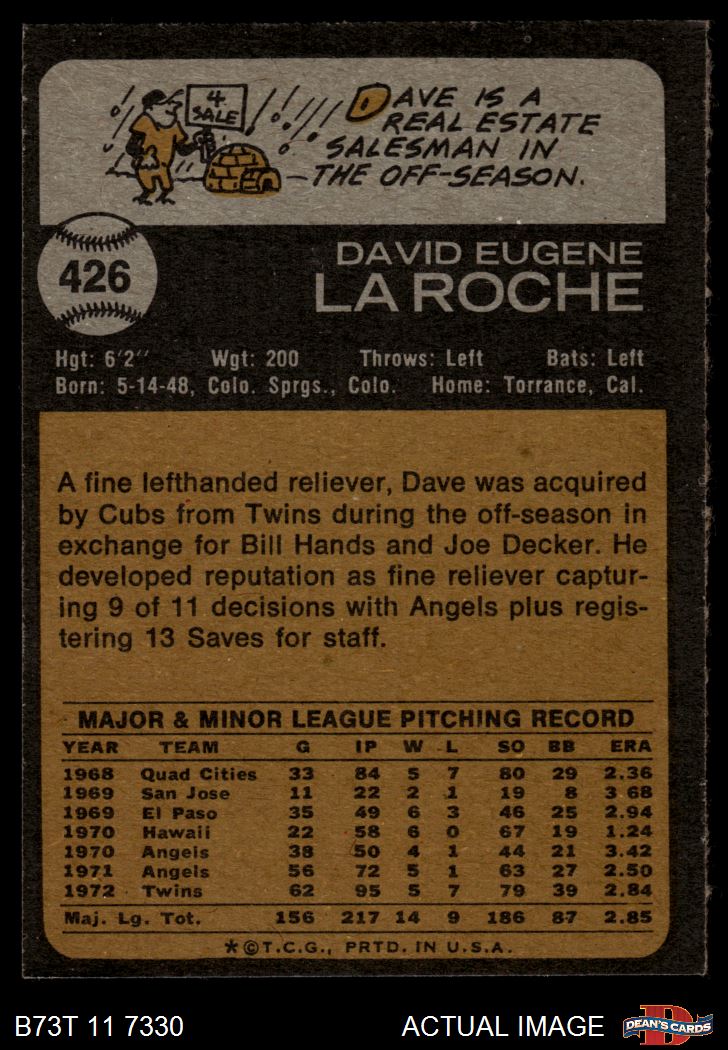 4
SALE
DAVE IS A
REAL ESTATE
SALESMAN IN
THE OFF-SEASON.
426
DAVID EUGENE
LA ROCHE
Hgt: 6'2" Wgt: 200 Throws: Left Bats: Left
Born: 5-14-48, Colo. Sprgs., Colo. Home: Torrance, Cal.
A fine lefthanded reliever, Dave was acquired
by Cubs from Twins during the off-season in
exchange for Bill Hands and Joe Decker. He
developed reputation as fine reliever captur-
ing 9 of 11 decisions with Angels plus regis-
tering 13 Saves for staff.
MAJOR & MINOR LEAGUE PITCHING RECORD
YEAR TEAM G IP W L SO BB ERA
1968 Quad Cities 33 84 5 7 80 29 2.36
1969 San Jose 11 22 2 1 19 8 3 68
1969 El Paso 35 49 6 3 46 25 2.94
1970 Hawaii 22 58 6 0 67 19 1.24
1970 Angels 38 50 4 1 44 21 3.42
1971 Angels 56 72 5 1 63 27 2.50
1972 Twins 62 95 5 7 79 39 2.84
Maj. Lg. Tot. 156 217 14 9 186 87 2.85
*©T.C.G., PRTD. IN U.S.A.
B73T 11 7330 ACTUAL IMAGE
D
DEAN'S CARDS